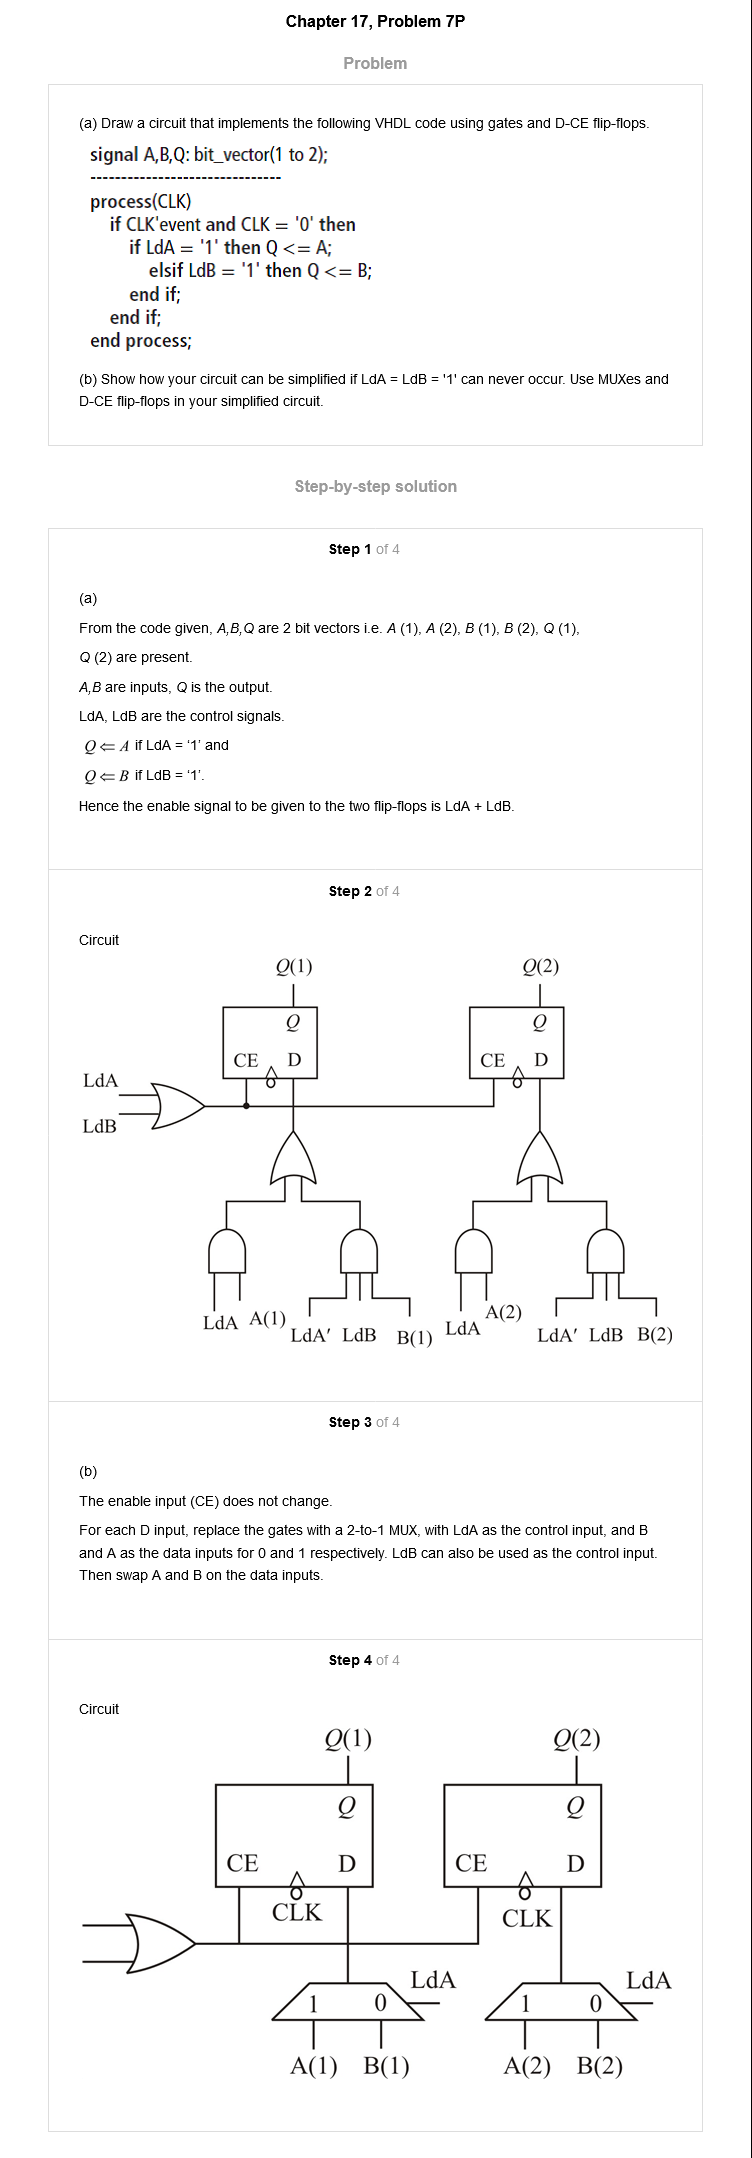 Chapter 17, Problem 7P
Problem
(a) Draw a circuit that implements the following VHDL code using gates and D-CE flip-flops.
signal A,B,Q: bit_vector(1 to 2);
--------------------------------
process(CLK)
if CLK'event and CLK = '0' then
if LdA = '1' then Q <= A;
elsif LdB = '1' then Q <= B;
end if;
end if;
end process;
(b) Show how your circuit can be simplified if LdA = LdB = '1' can never occur. Use MUXes and
D-CE flip-flops in your simplified circuit.
Step-by-step solution
Step 1 of 4
(a)
From the code given, A,B,Q are 2 bit vectors i.e. A (1), A (2), B (1), B (2), Q (1),
Q (2) are present.
A,B are inputs, Q is the output.
LdA, LdB are the control signals.
Q ⇐ A if LdA = '1' and
Q ⇐ B if LdB = '1'.
Hence the enable signal to be given to the two flip-flops is LdA + LdB.
Step 2 of 4
Circuit
Q(1) Q(2)
Q Q
CE D CE D
LdA
LdB
LdA A(1) LdA' LdB B(1) LdA A(2) LdA' LdB B(2)
Step 3 of 4
(b)
The enable input (CE) does not change.
For each D input, replace the gates with a 2-to-1 MUX, with LdA as the control input, and B
and A as the data inputs for 0 and 1 respectively. LdB can also be used as the control input.
Then swap A and B on the data inputs.
Step 4 of 4
Circuit
Q(1) Q(2)
Q Q
CE D CE D
CLK CLK
LdA LdA
1 0 1 0
A(1) B(1) A(2) B(2)